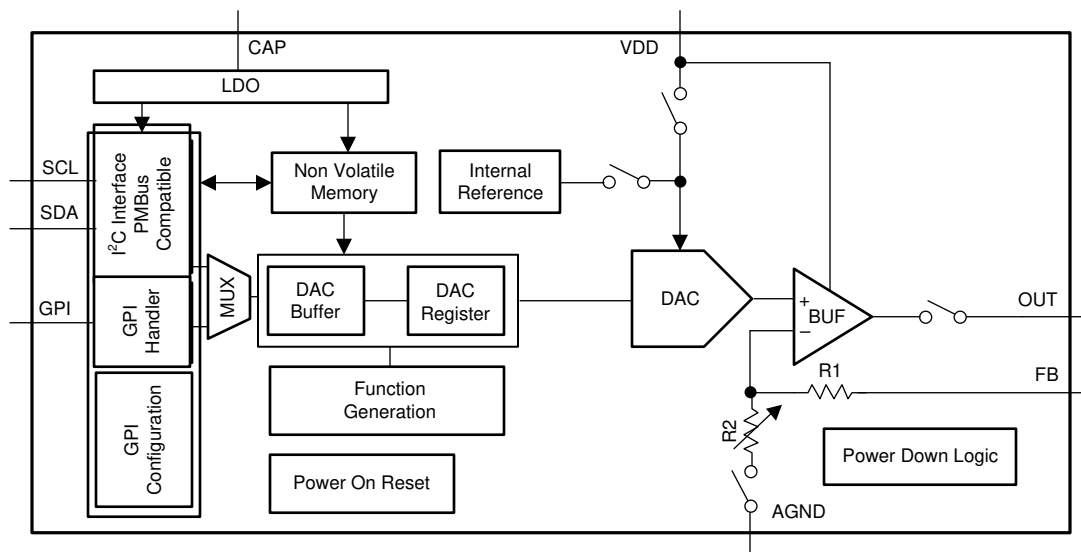 CAP
VDD
LDO
SCL
SDA
GPI
I²C Interface
PMBus
Compatible
Non Volatile
Memory
Internal
Reference
GPI
Handler
MUX
DAC
Buffer
DAC
Register
DAC
+
BUF
−
OUT
FB
R1
R2
GPI
Configuration
Function
Generation
Power On Reset
Power Down Logic
AGND